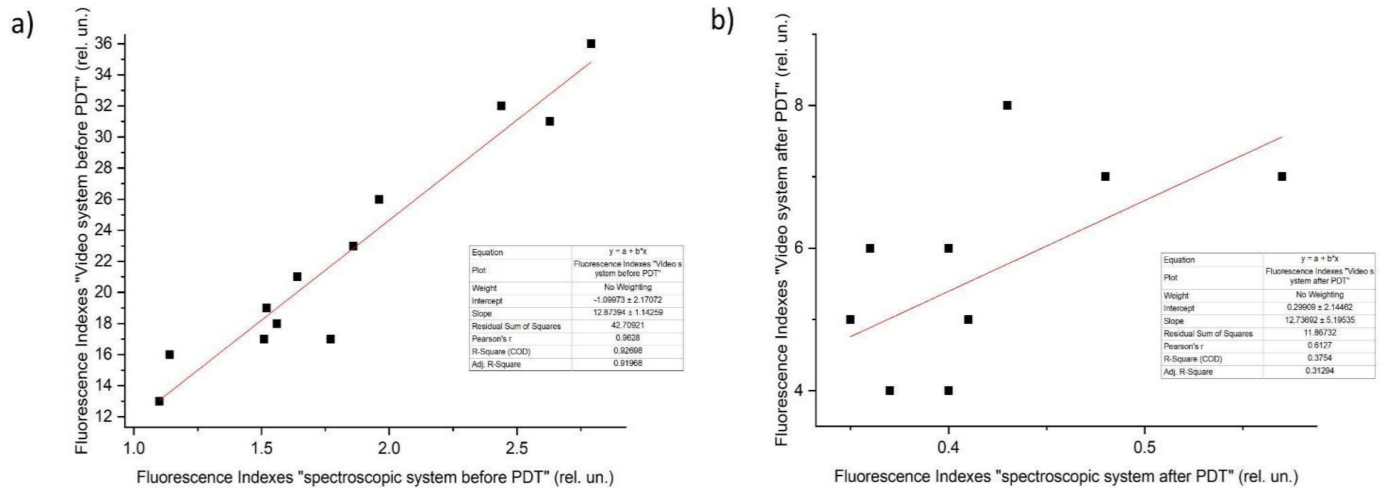 a)
Fluorescence Indexes "Video system before PDT" (rel. un.)
36
34
32
30
28
26
24
22
20
18
16
14
12
1.0 1.5 2.0 2.5
Fluorescence Indexes "spectroscopic system before PDT" (rel. un.)
Equation y = a + b*x
Plot Fluorescence Indexes "Video s
ystem before PDT"
Weight No Weighting
Intercept -1.09973 ± 2.17072
Slope 12.87394 ± 1.14259
Residual Sum of Squares 42.70921
Pearson's r 0.9628
R-Square (COD) 0.92698
Adj. R-Square 0.91968
b)
Fluorescence Indexes "Video system after PDT" (rel. un.)
8
6
4
0.4 0.5
Fluorescence Indexes "spectroscopic system after PDT" (rel. un.)
Equation y = a + b*x
Plot Fluorescence Indexes "Video s
ystem after PDT"
Weight No Weighting
Intercept 0.29909 ± 2.14462
Slope 12.73692 ± 5.19535
Residual Sum of Squares 11.86732
Pearson's r 0.6127
R-Square (COD) 0.3754
Adj. R-Square 0.31294